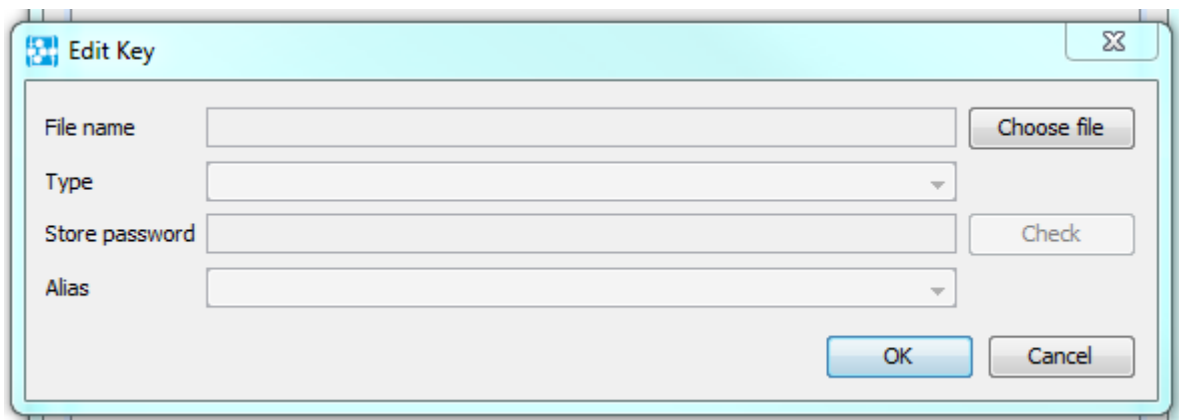 Edit Key
File name Choose file
Type
Store password Check
Alias
OK Cancel